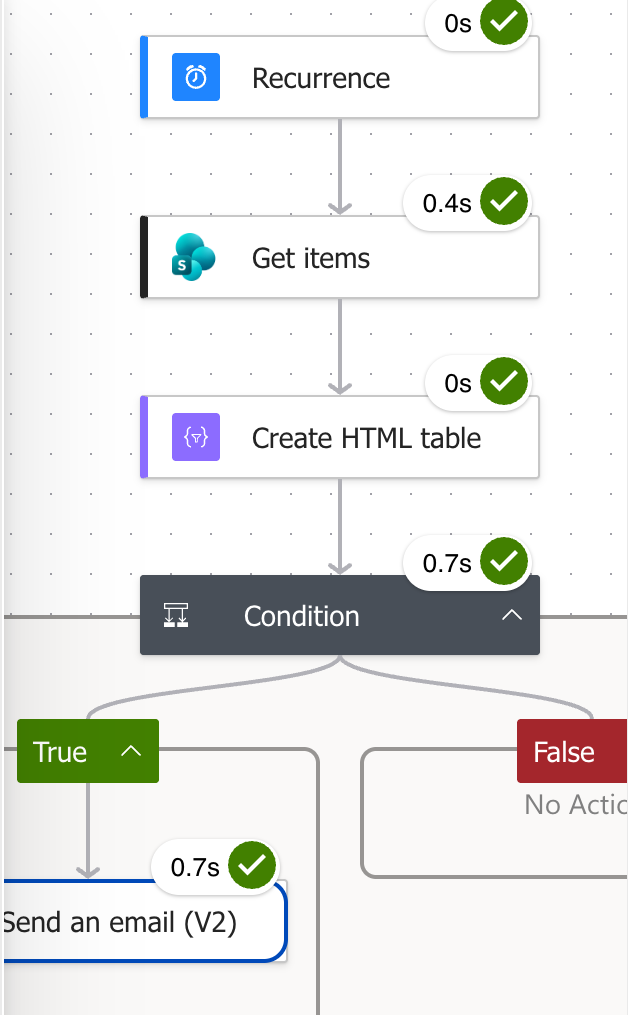 0s
Recurrence
0.4s
Get items
0s
Create HTML table
0.7s
Condition
True
False
No Actic
0.7s
Send an email (V2)